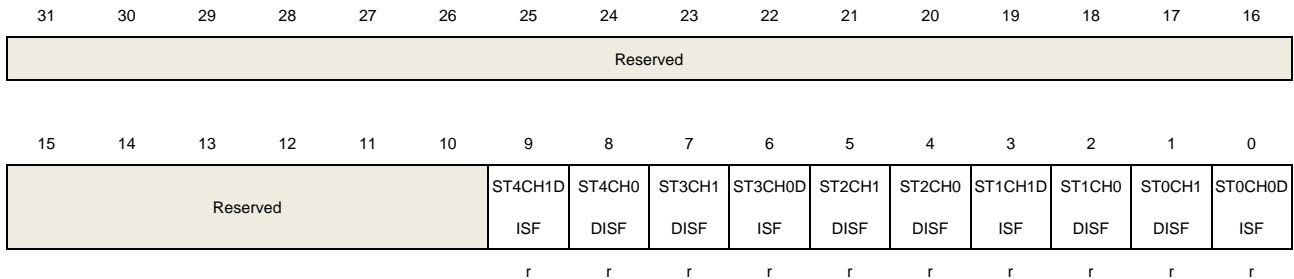 31 30 29 28 27 26 25 24 23 22 21 20 19 18 17 16
Reserved
15 14 13 12 11 10 9 8 7 6 5 4 3 2 1 0
Reserved ST4CH1D ST4CH0 ST3CH1 ST3CH0D ST2CH1 ST2CH0 ST1CH1D ST1CH0 ST0CH1 ST0CH0D
ISF DISF DISF ISF DISF DISF ISF DISF DISF ISF
r r r r r r r r r r